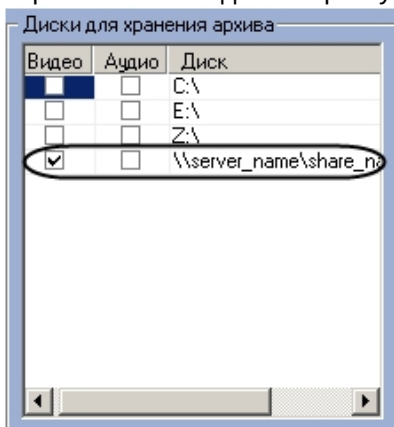 Диски для хранения архива
Видео Аудио Диск
C:\
E:\
Z:\
\\server_name\share_na